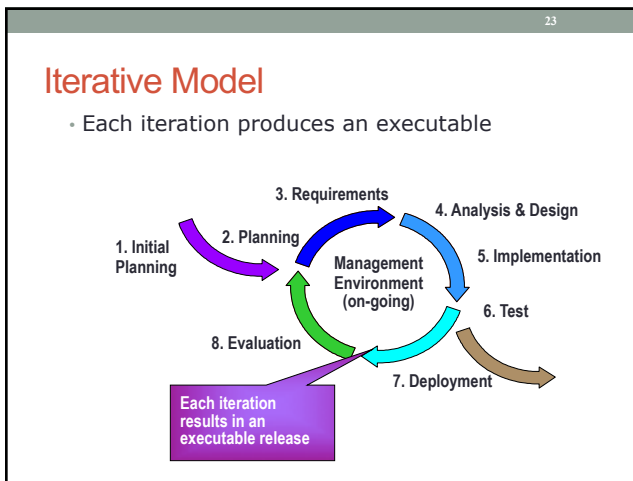 23
Iterative Model
• Each iteration produces an executable
3. Requirements
4. Analysis & Design
2. Planning
1. Initial
Planning
5. Implementation
Management
Environment
(on-going)
6. Test
8. Evaluation
7. Deployment
Each iteration
results in an
executable release